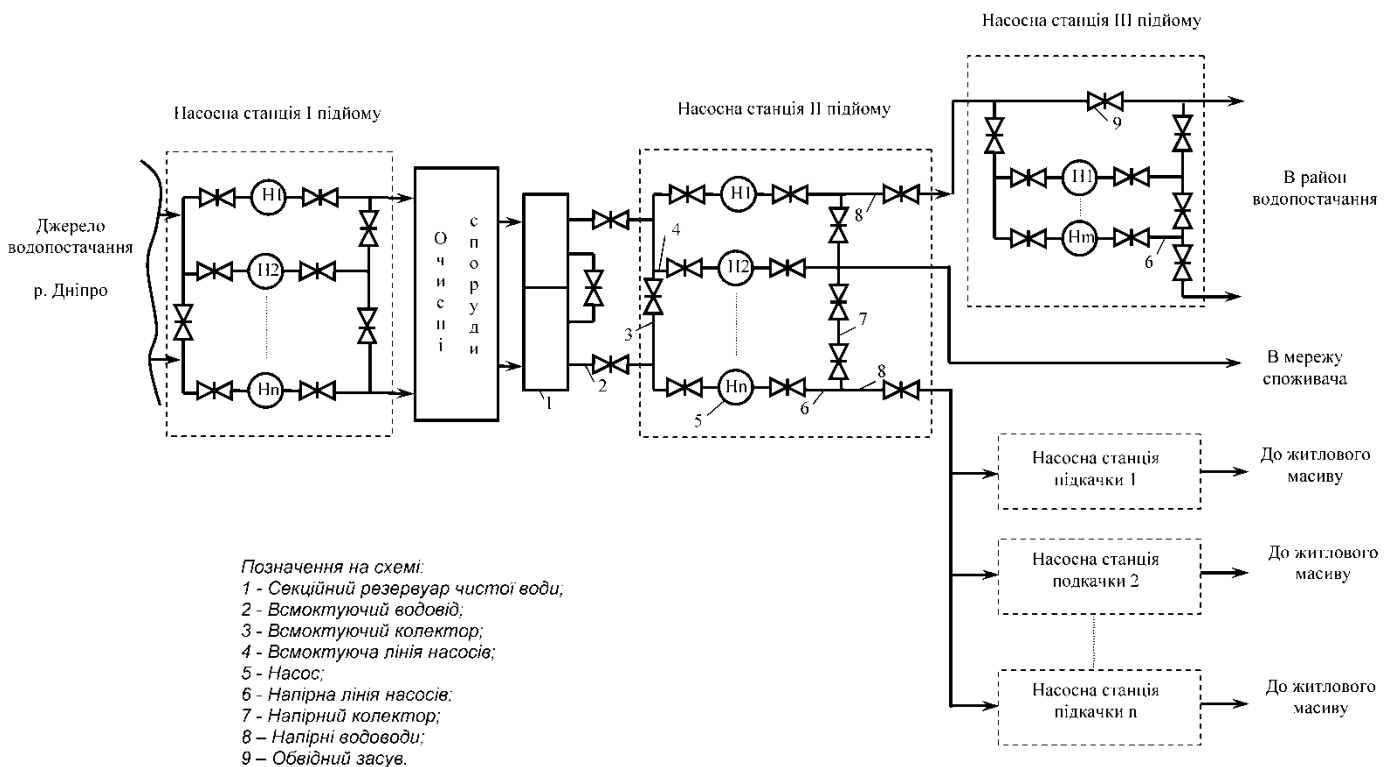 Насосна станція III підйому
Насосна станція I підйому
Насосна станція II підйому
Джерело
водопостачання
р. Дніпро
Н1
Н2
Нn
Очисні
споруди
1
2
3
4
Н1
Н2
Нn
5
6
7
8
8
9
Н1
Нm
6
В район
водопостачання
В мережу
споживача
Насосна станція
підкачки 1
До житлового
масиву
Насосна станція
подкачки 2
До житлового
масиву
Насосна станція
підкачки n
До житлового
масиву
Позначення на схемі:
1 - Секційний резервуар чистої води;
2 - Всмоктуючий водовід;
3 - Всмоктуючий колектор;
4 - Всмоктуюча лінія насосів;
5 - Насос;
6 - Напірна лінія насосів;
7 - Напірний колектор;
8 – Напірні водоводи;
9 – Обвідний засув.